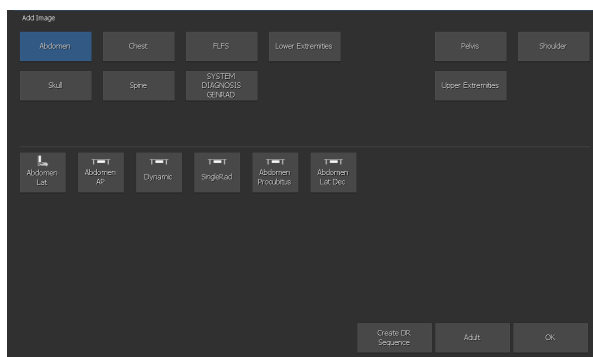 Add Image
Abdomen
Chest
FLFS
Lower Extremities
Pelvis
Shoulder
Skull
Spine
SYSTEM
DIAGNOSIS
GENRAD
Upper Extremities
Abdomen
Lat
Abdomen
AP
Dynamic
SingleRad
Abdomen
Procubitus
Abdomen
Lat Dec
Create DR
Sequence
Adult
OK